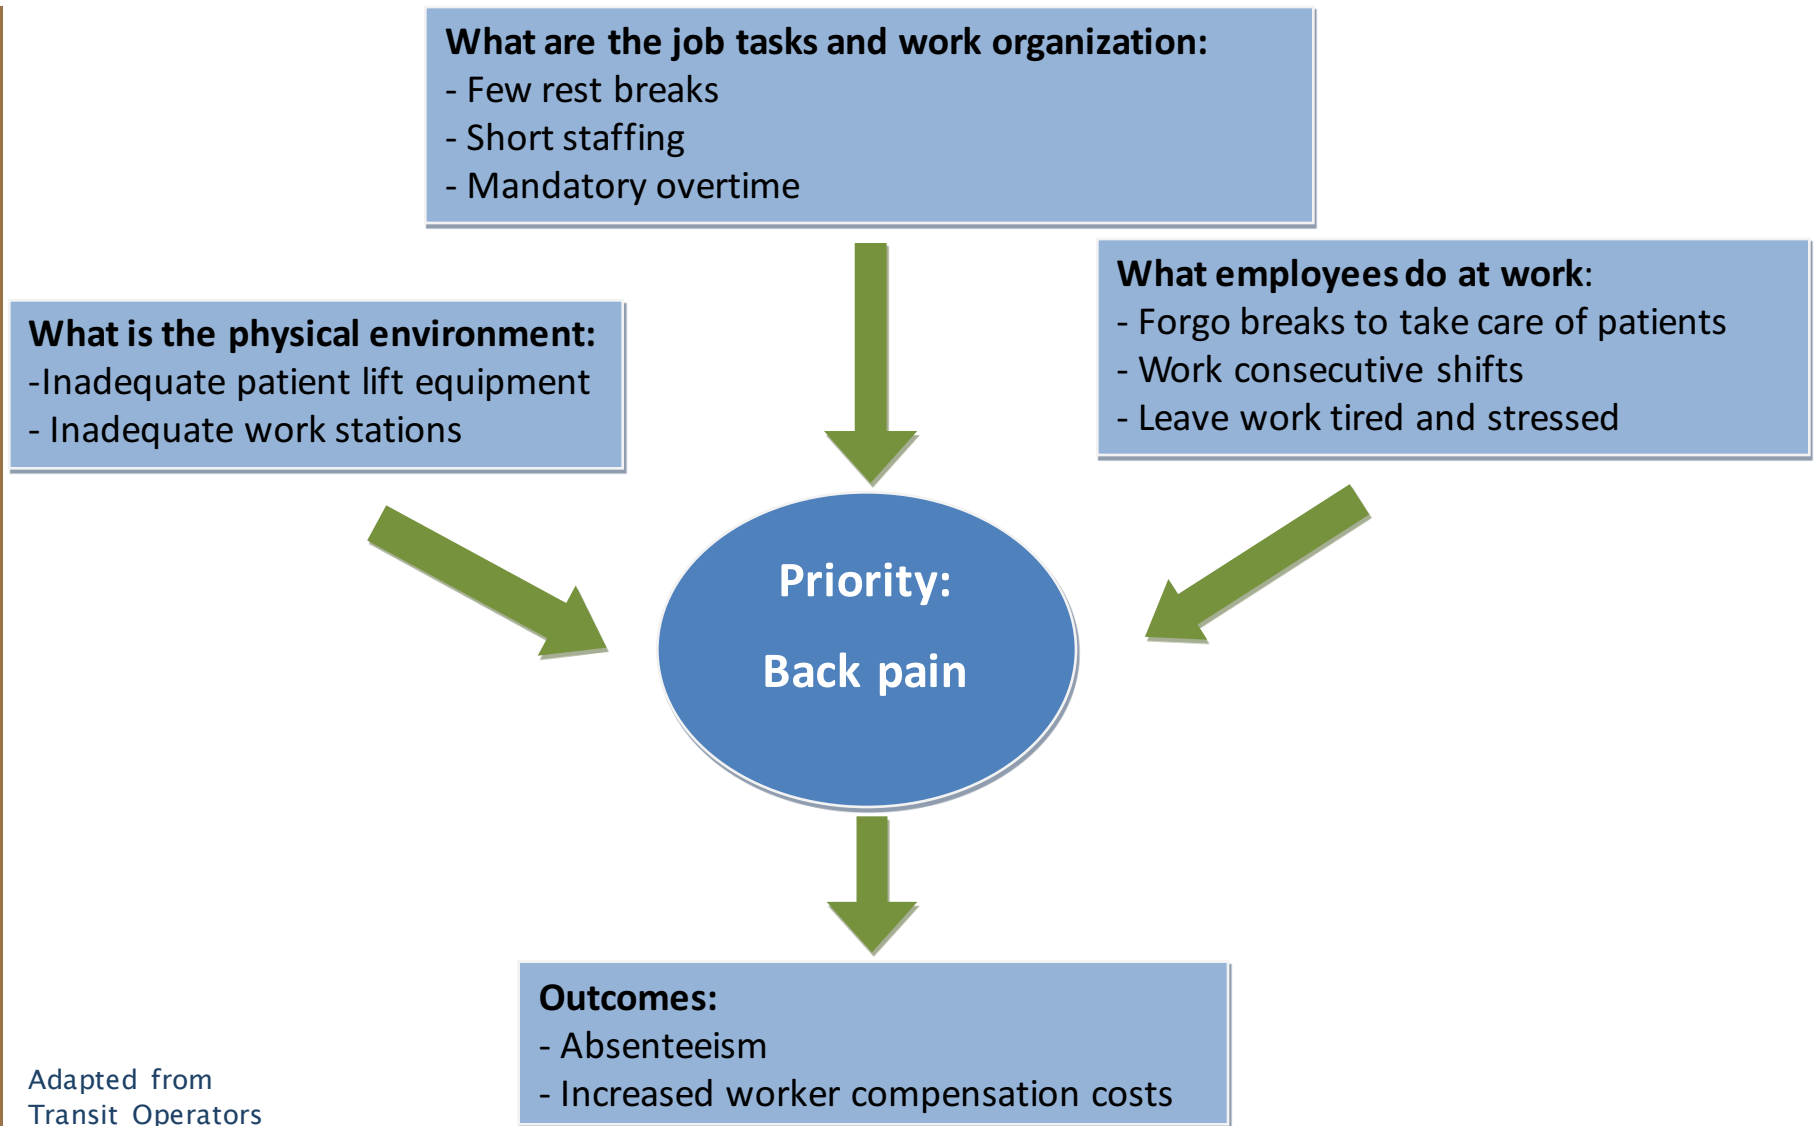 What are the job tasks and work organization:
- Few rest breaks
- Short staffing
- Mandatory overtime
What is the physical environment:
-Inadequate patient lift equipment
- Inadequate work stations
What employees do at work:
- Forgo breaks to take care of patients
- Work consecutive shifts
- Leave work tired and stressed
Priority:
Back pain
Outcomes:
- Absenteeism
- Increased worker compensation costs
Adapted from
Transit Operators